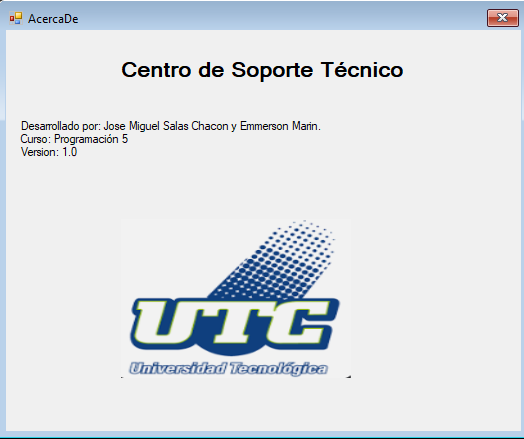 AcercaDe
Centro de Soporte Técnico
Desarrollado por: Jose Miguel Salas Chacon y Emmerson Marin.
Curso: Programación 5
Version: 1.0
UTC
Universidad Tecnológica